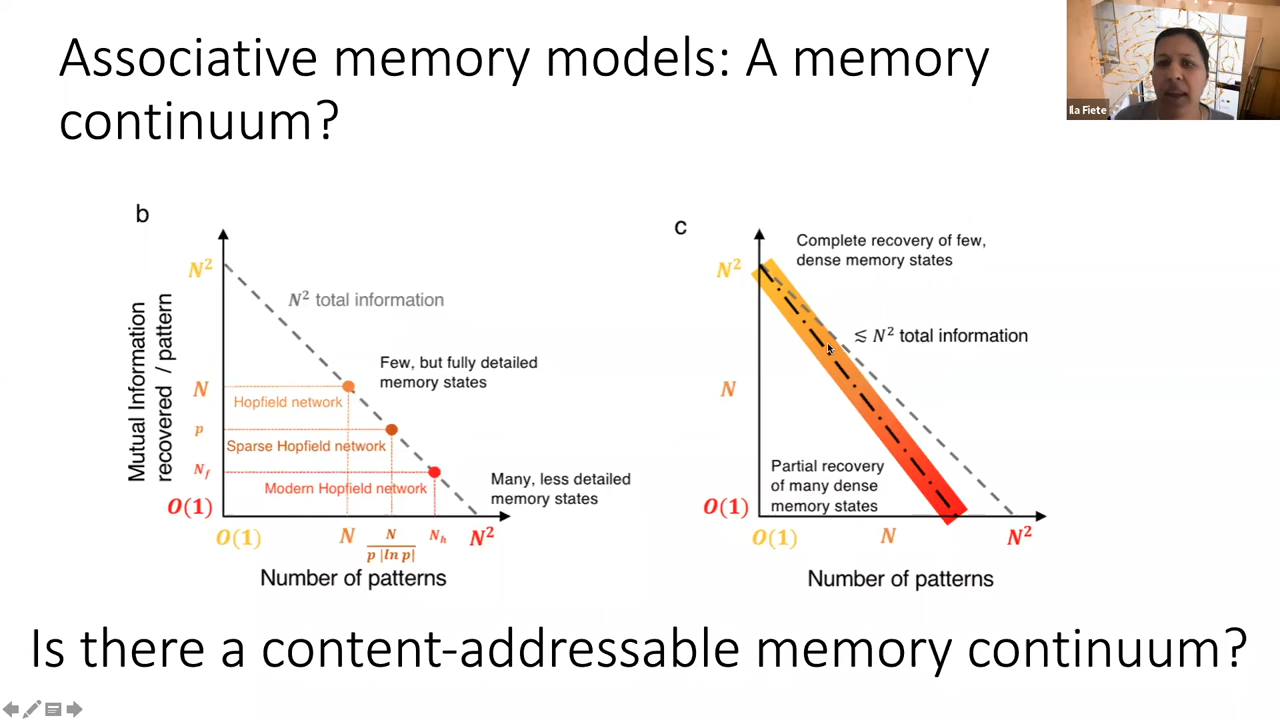 Associative memory models: A memory
continuum?
Ila Fiete
b
N²
N² total information
Mutual Information
recovered / pattern
Few, but fully detailed
memory states
N
Hopfield network
p
Sparse Hopfield network
N_f
Modern Hopfield network
Many, less detailed
memory states
O(1)
O(1)
N
N
p |ln p|
N_h
N²
Number of patterns
c
Complete recovery of few,
dense memory states
N²
≲ N² total information
N
Partial recovery
of many dense
memory states
O(1)
O(1)
N
N²
Number of patterns
Is there a content-addressable memory continuum?